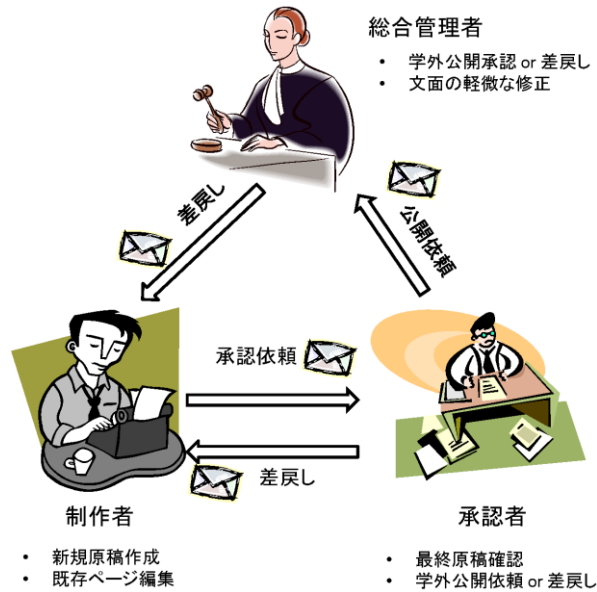 総合管理者
• 学外公開承認 or 差戻し
• 文面の軽微な修正
差戻し
公開依頼
承認依頼
差戻し
制作者
• 新規原稿作成
• 既存ページ編集
承認者
• 最終原稿確認
• 学外公開依頼 or 差戻し